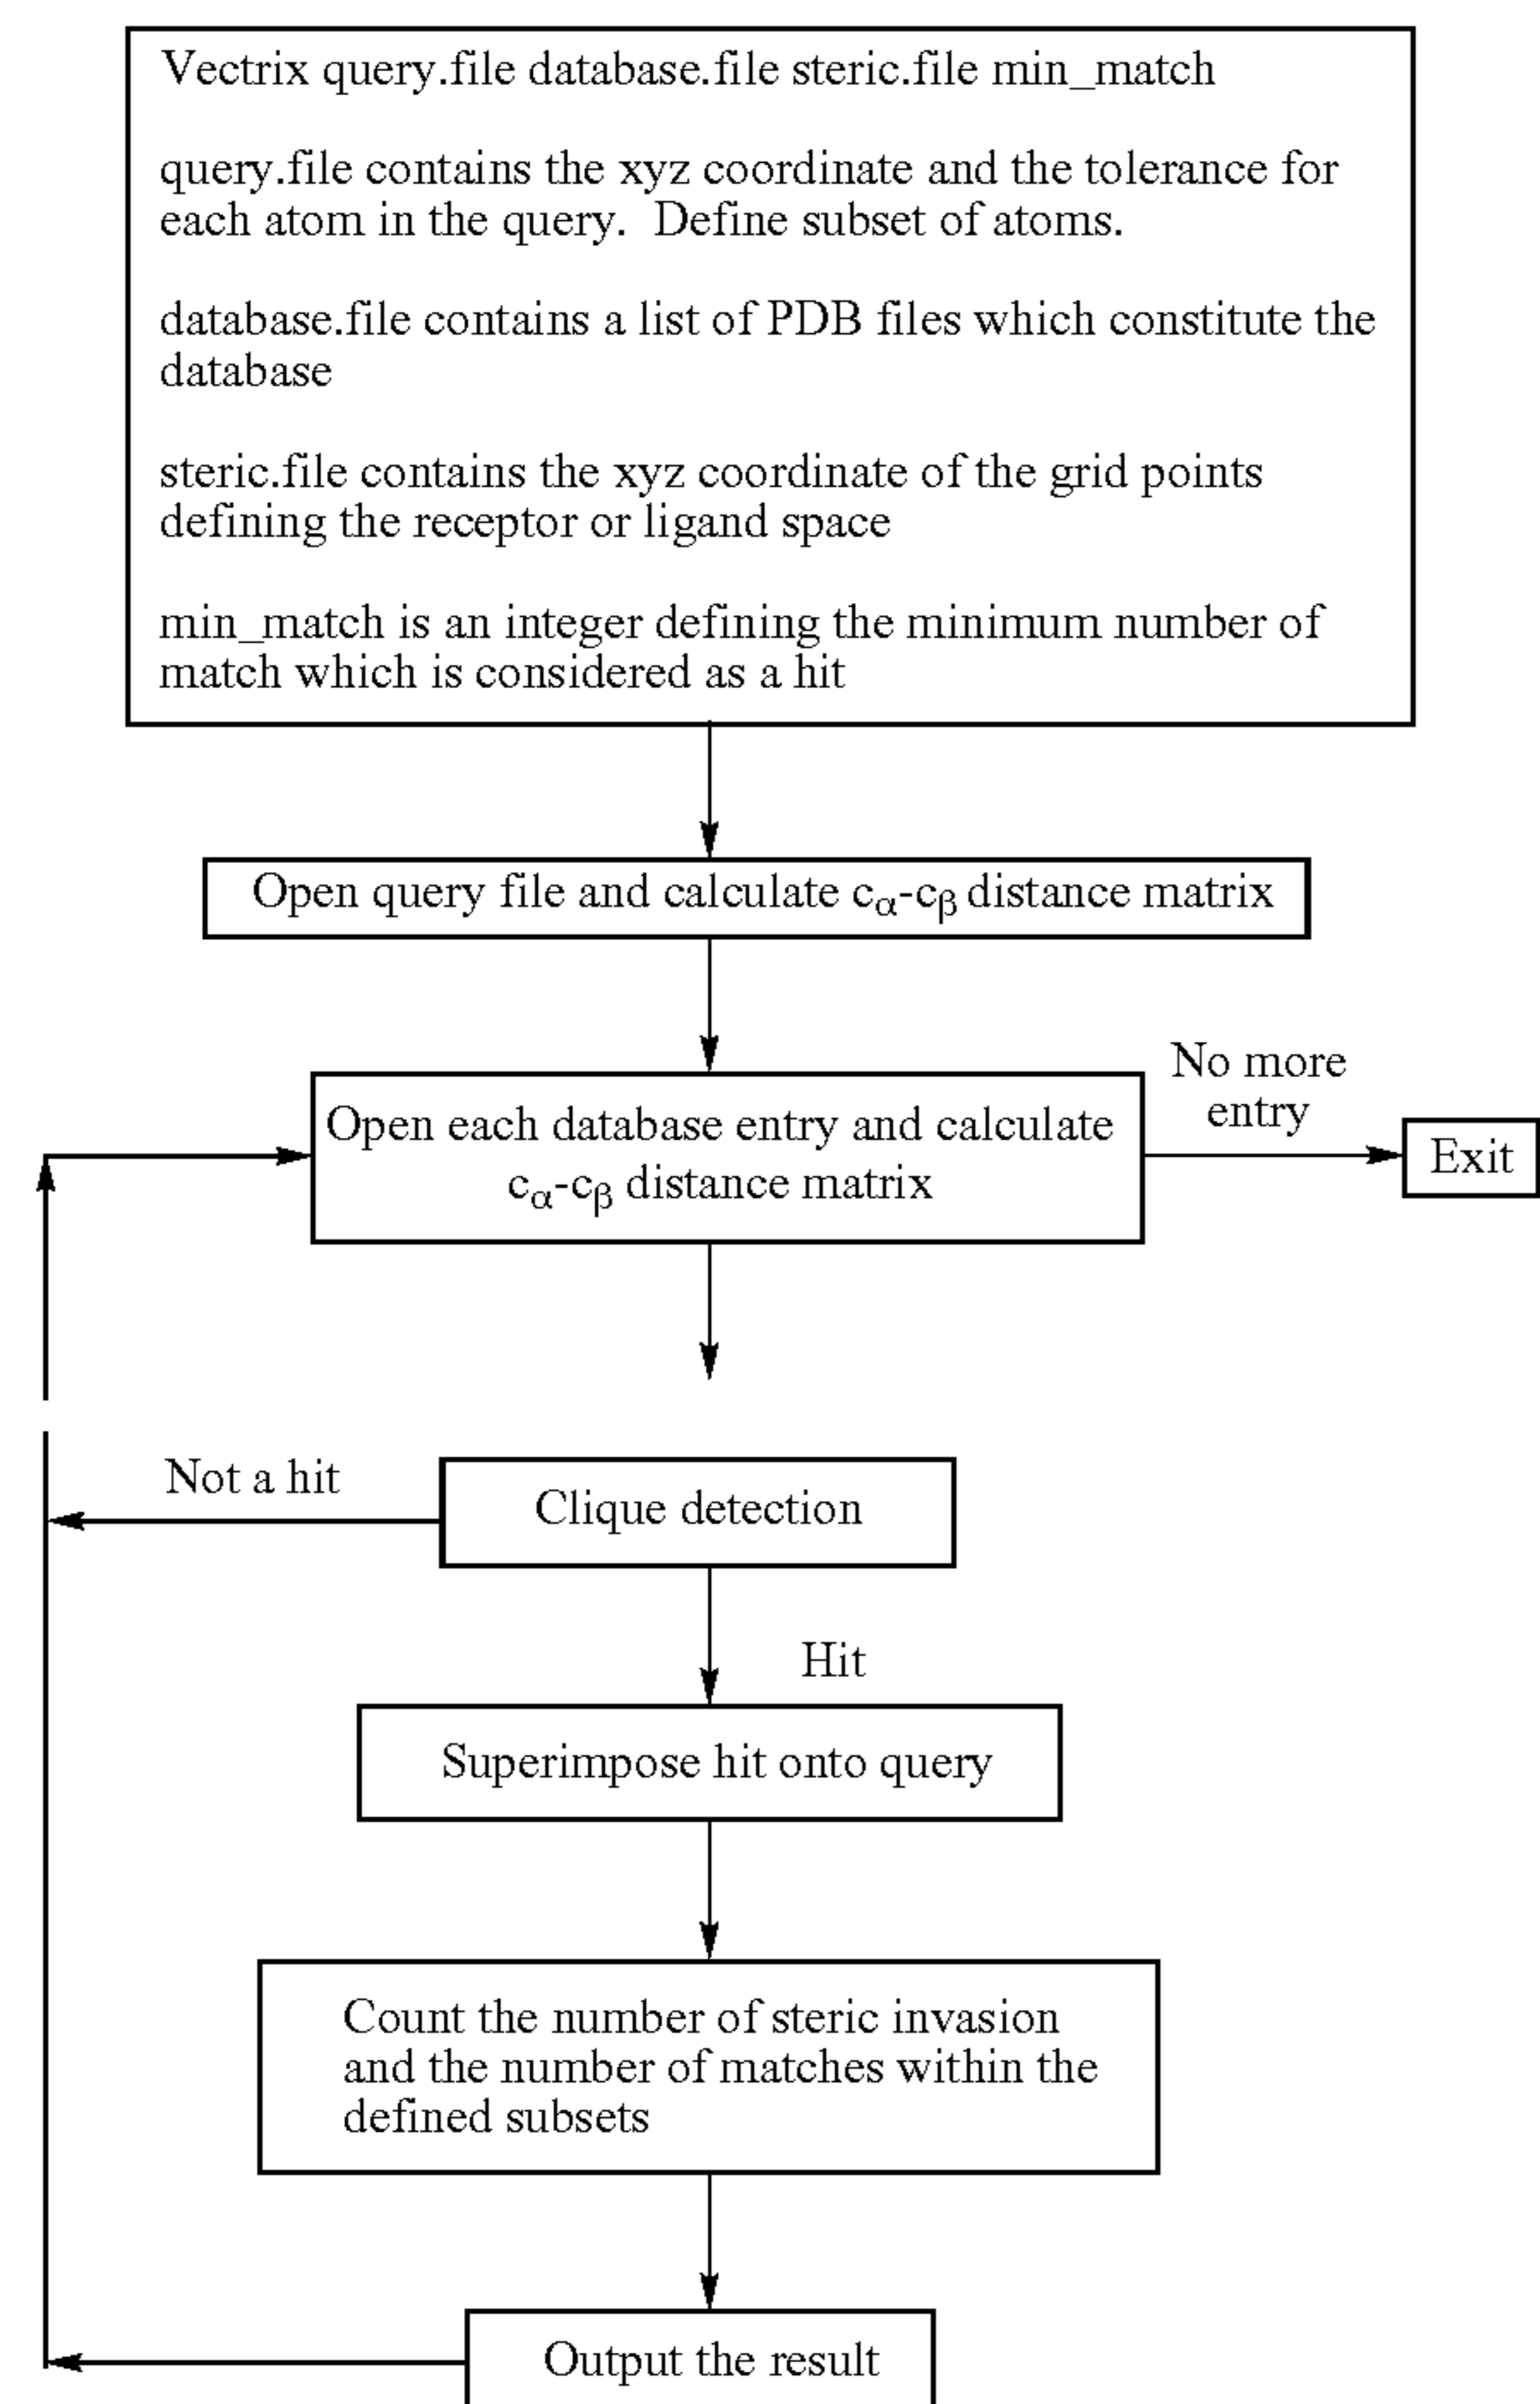 Vectrix query.file database.file steric.file min_match
query.file contains the xyz coordinate and the tolerance for
each atom in the query.  Define subset of atoms.
database.file contains a list of PDB files which constitute the
database
steric.file contains the xyz coordinate of the grid points
defining the receptor or ligand space
min_match is an integer defining the minimum number of
match which is considered as a hit
Open query file and calculate cα-cβ distance matrix
No more
entry
Open each database entry and calculate
cα-cβ distance matrix
Exit
Not a hit
Clique detection
Hit
Superimpose hit onto query
Count the number of steric invasion
and the number of matches within the
defined subsets
Output the result